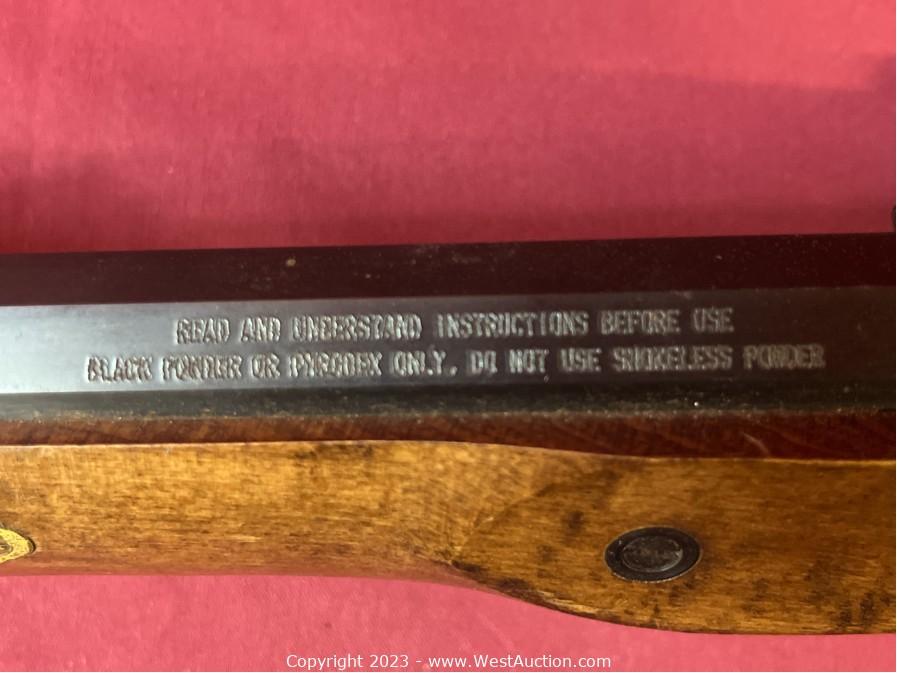 READ AND UNDERSTAND INSTRUCTIONS BEFORE USE
BLACK POWDER OR PYRODEX ONLY. DO NOT USE SMOKELESS POWDER
Copyright 2023 - www.WestAuction.com